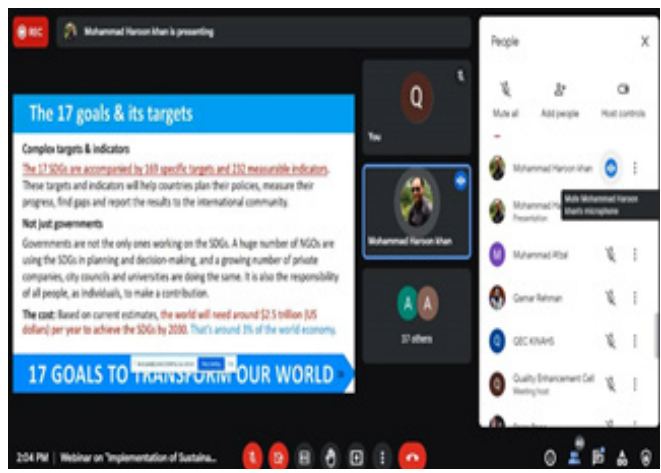 REC
Mohammad Haroon khan is presenting
The 17 goals & its targets
Complex targets & indicators
The 17 SDGs are accompanied by 169 specific targets and 232 measurable indicators.
These targets and indicators will help countries plan their policies, measure their
progress, find gaps and report the results to the international community.
Not just governments
Governments are not the only ones working on the SDGs. A huge number of NGOs are
using the SDGs in planning and decision-making, and a growing number of private
companies, city councils and universities are doing the same. It is also the responsibility
of all people, as individuals, to make a contribution.
The cost: Based on current estimates, the world will need around $2.5 trillion (US
dollars) per year to achieve the SDGs by 2030. That's around 3% of the world economy.
17 GOALS TO TRANSFORM OUR WORLD
Q
You
Mohammad Haroon khan
A A
37 others
People
Mute all
Add people
Host controls
Mohammad Haroon khan
Mohammad Ha
Presentation
Mute Mohammad Haroon
khan's microphone
M
Muhammad Afzal
Qamar Rehman
Q
QEC KINAHS
Q
Quality Enhancement Cell
Meeting host
2:04 PM | Webinar on "Implementation of Sustaina...